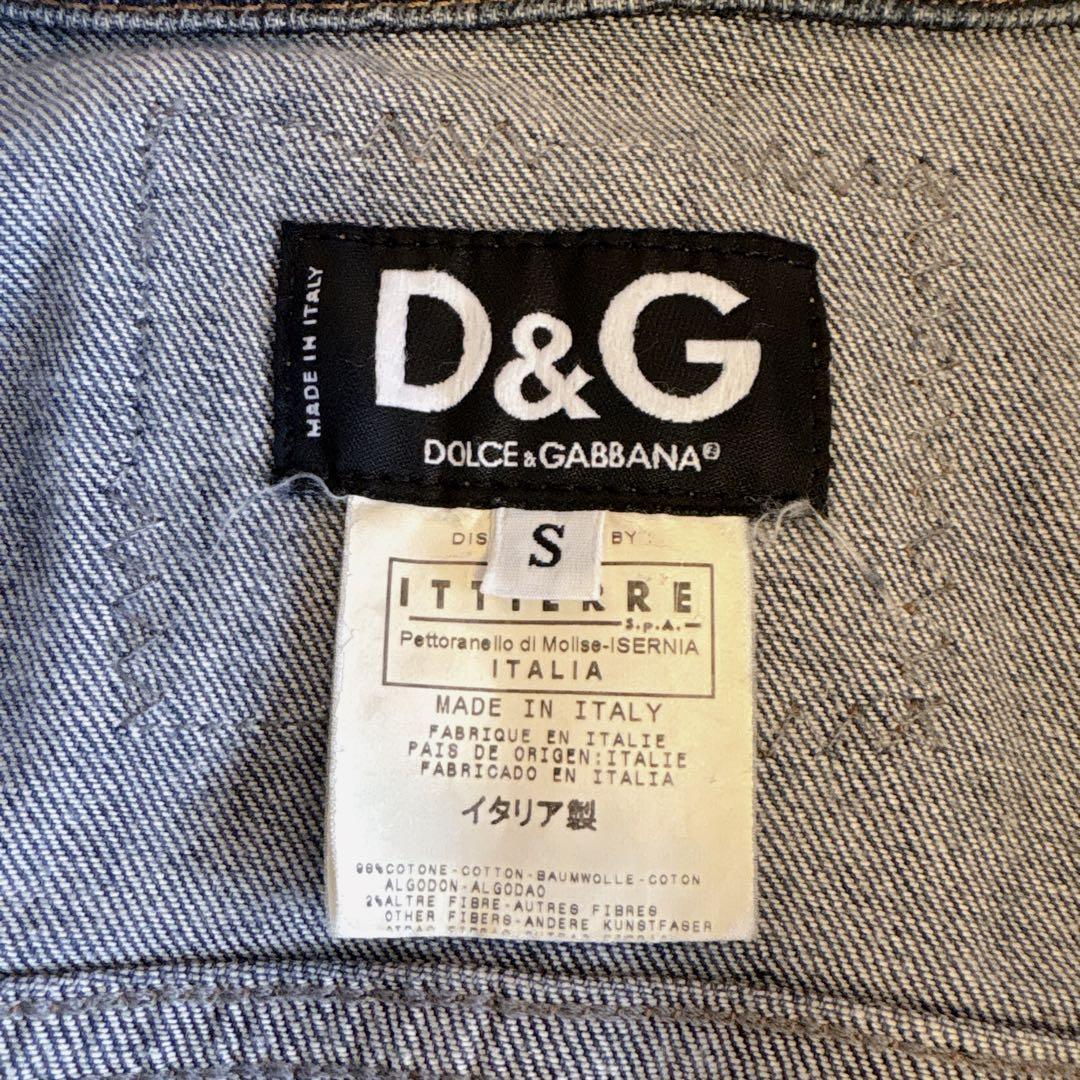 MADE IN ITALY
D&G
DOLCE & GABBANA
S
DIS BY
ITTIERRE
S.p.A.
Pettoranello di Molise-ISERNIA
ITALIA
MADE IN ITALY
FABRIQUE EN ITALIE
PAIS DE ORIGEN:ITALIE
FABRICADO EN ITALIA
イタリア製
98%COTONE-COTTON-BAUMWOLLE-COTON
ALGODON-ALGODAO
2%ALTRE FIBRE-AUTRES FIBRES
OTHER FIBERS-ANDERE KUNSTFASER